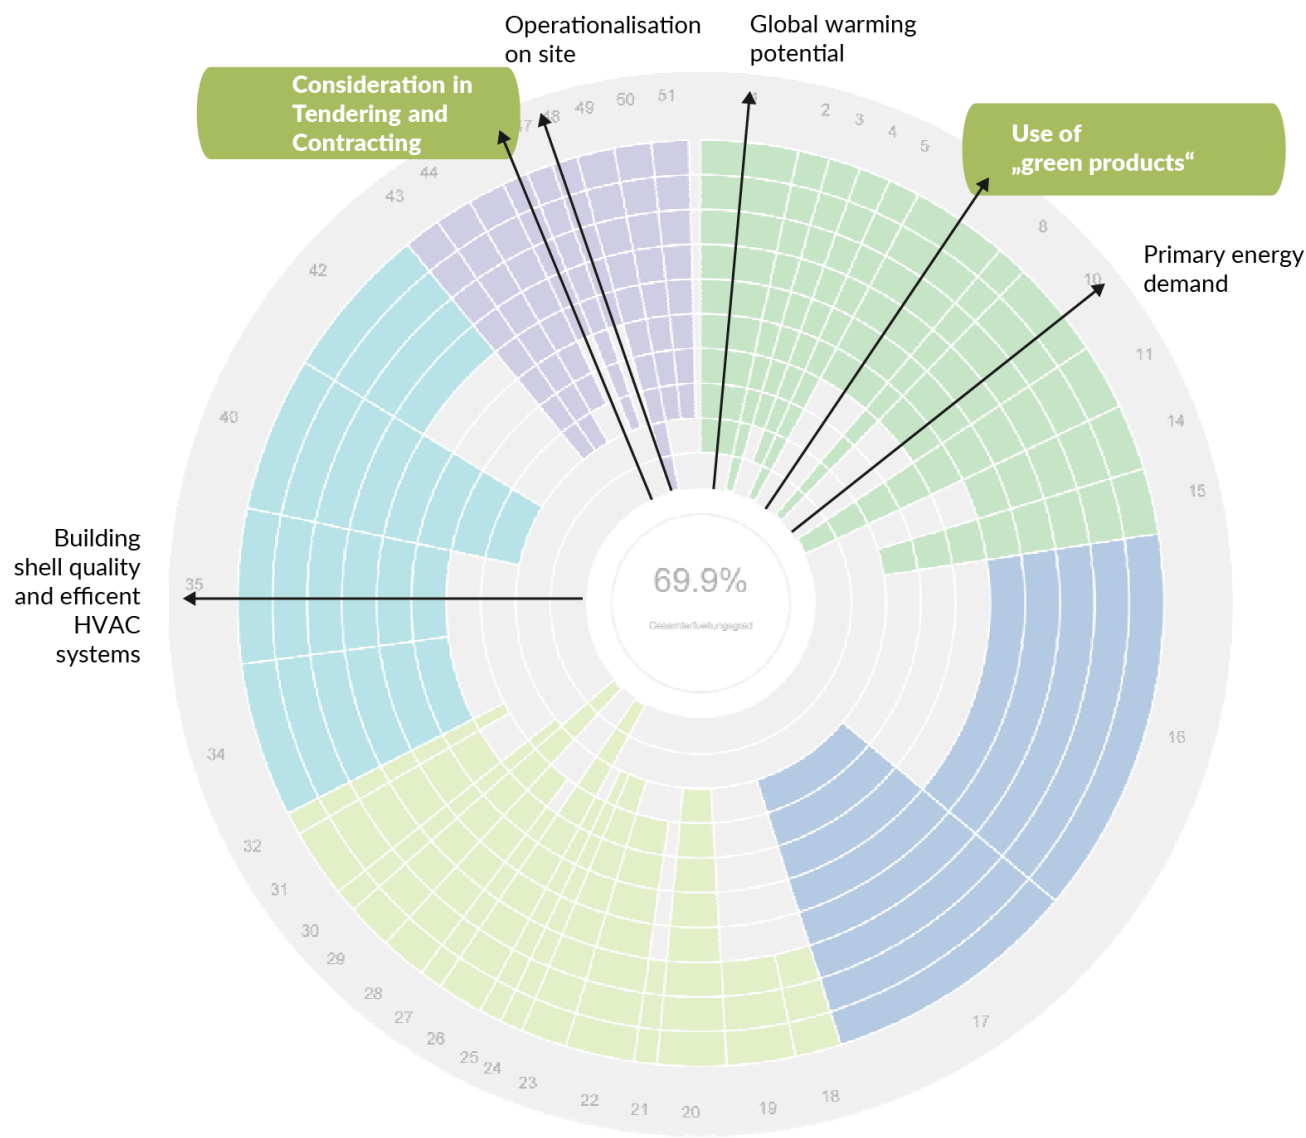 Operationalisation
on site
Global warming
potential
Consideration in
Tendering and
Contracting
Use of
„green products“
Primary energy
demand
Building
shell quality
and efficent
HVAC
systems
69.9%
Gesamterfuellungsgrad
2
3
4
5
8
10
11
14
15
16
17
18
19
20
21
22
23
24
25
26
27
28
29
30
31
32
34
35
40
42
43
44
47
48
49
50
51